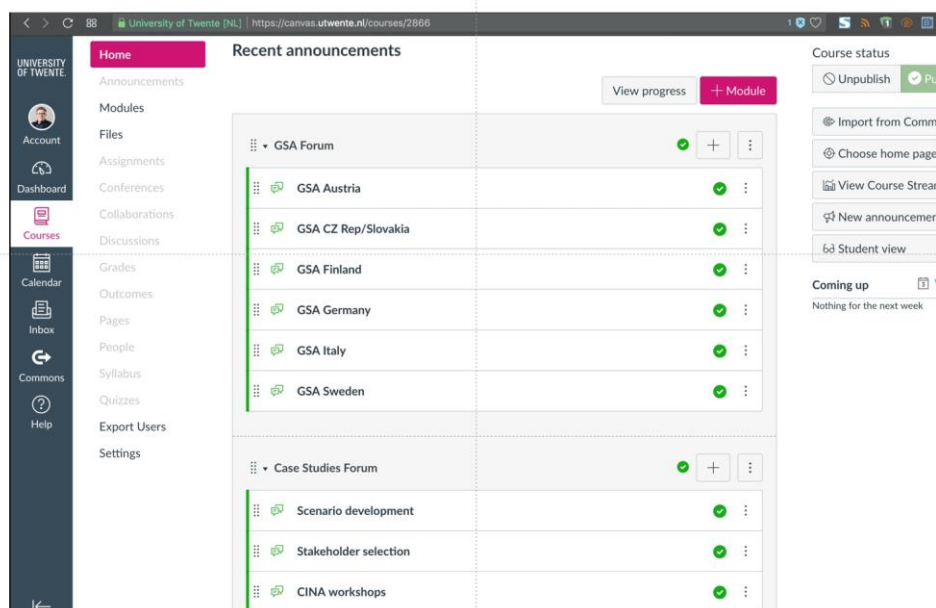 University of Twente [NL] https://canvas.utwente.nl/courses/2866
1
UNIVERSITY
OF TWENTE.
Account
Dashboard
Courses
Calendar
Inbox
Commons
Help
Home
Announcements
Modules
Files
Assignments
Conferences
Collaborations
Discussions
Grades
Outcomes
Pages
People
Syllabus
Quizzes
Export Users
Settings
Recent announcements
View progress
+ Module
GSA Forum
GSA Austria
GSA CZ Rep/Slovakia
GSA Finland
GSA Germany
GSA Italy
GSA Sweden
Case Studies Forum
Scenario development
Stakeholder selection
CINA workshops
Course status
Unpublish Pu
Import from Comm
Choose home page
View Course Strear
New announcemer
Student view
Coming up
Nothing for the next week